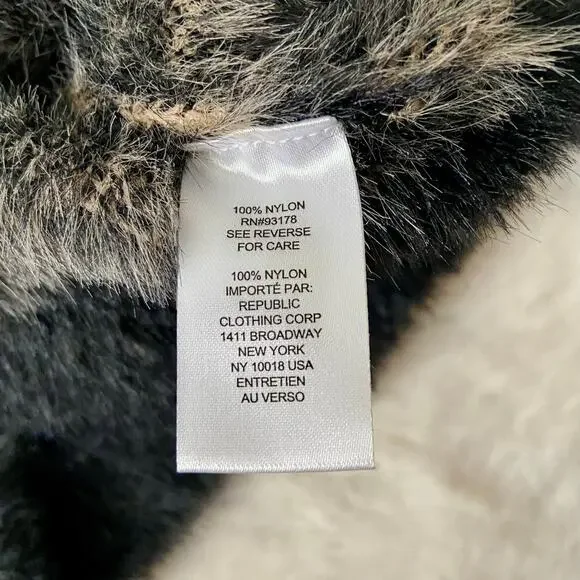 100% NYLON
RN#93178
SEE REVERSE
FOR CARE
100% NYLON
IMPORTÉ PAR:
REPUBLIC
CLOTHING CORP
1411 BROADWAY
NEW YORK
NY 10018 USA
ENTRETIEN
AU VERSO